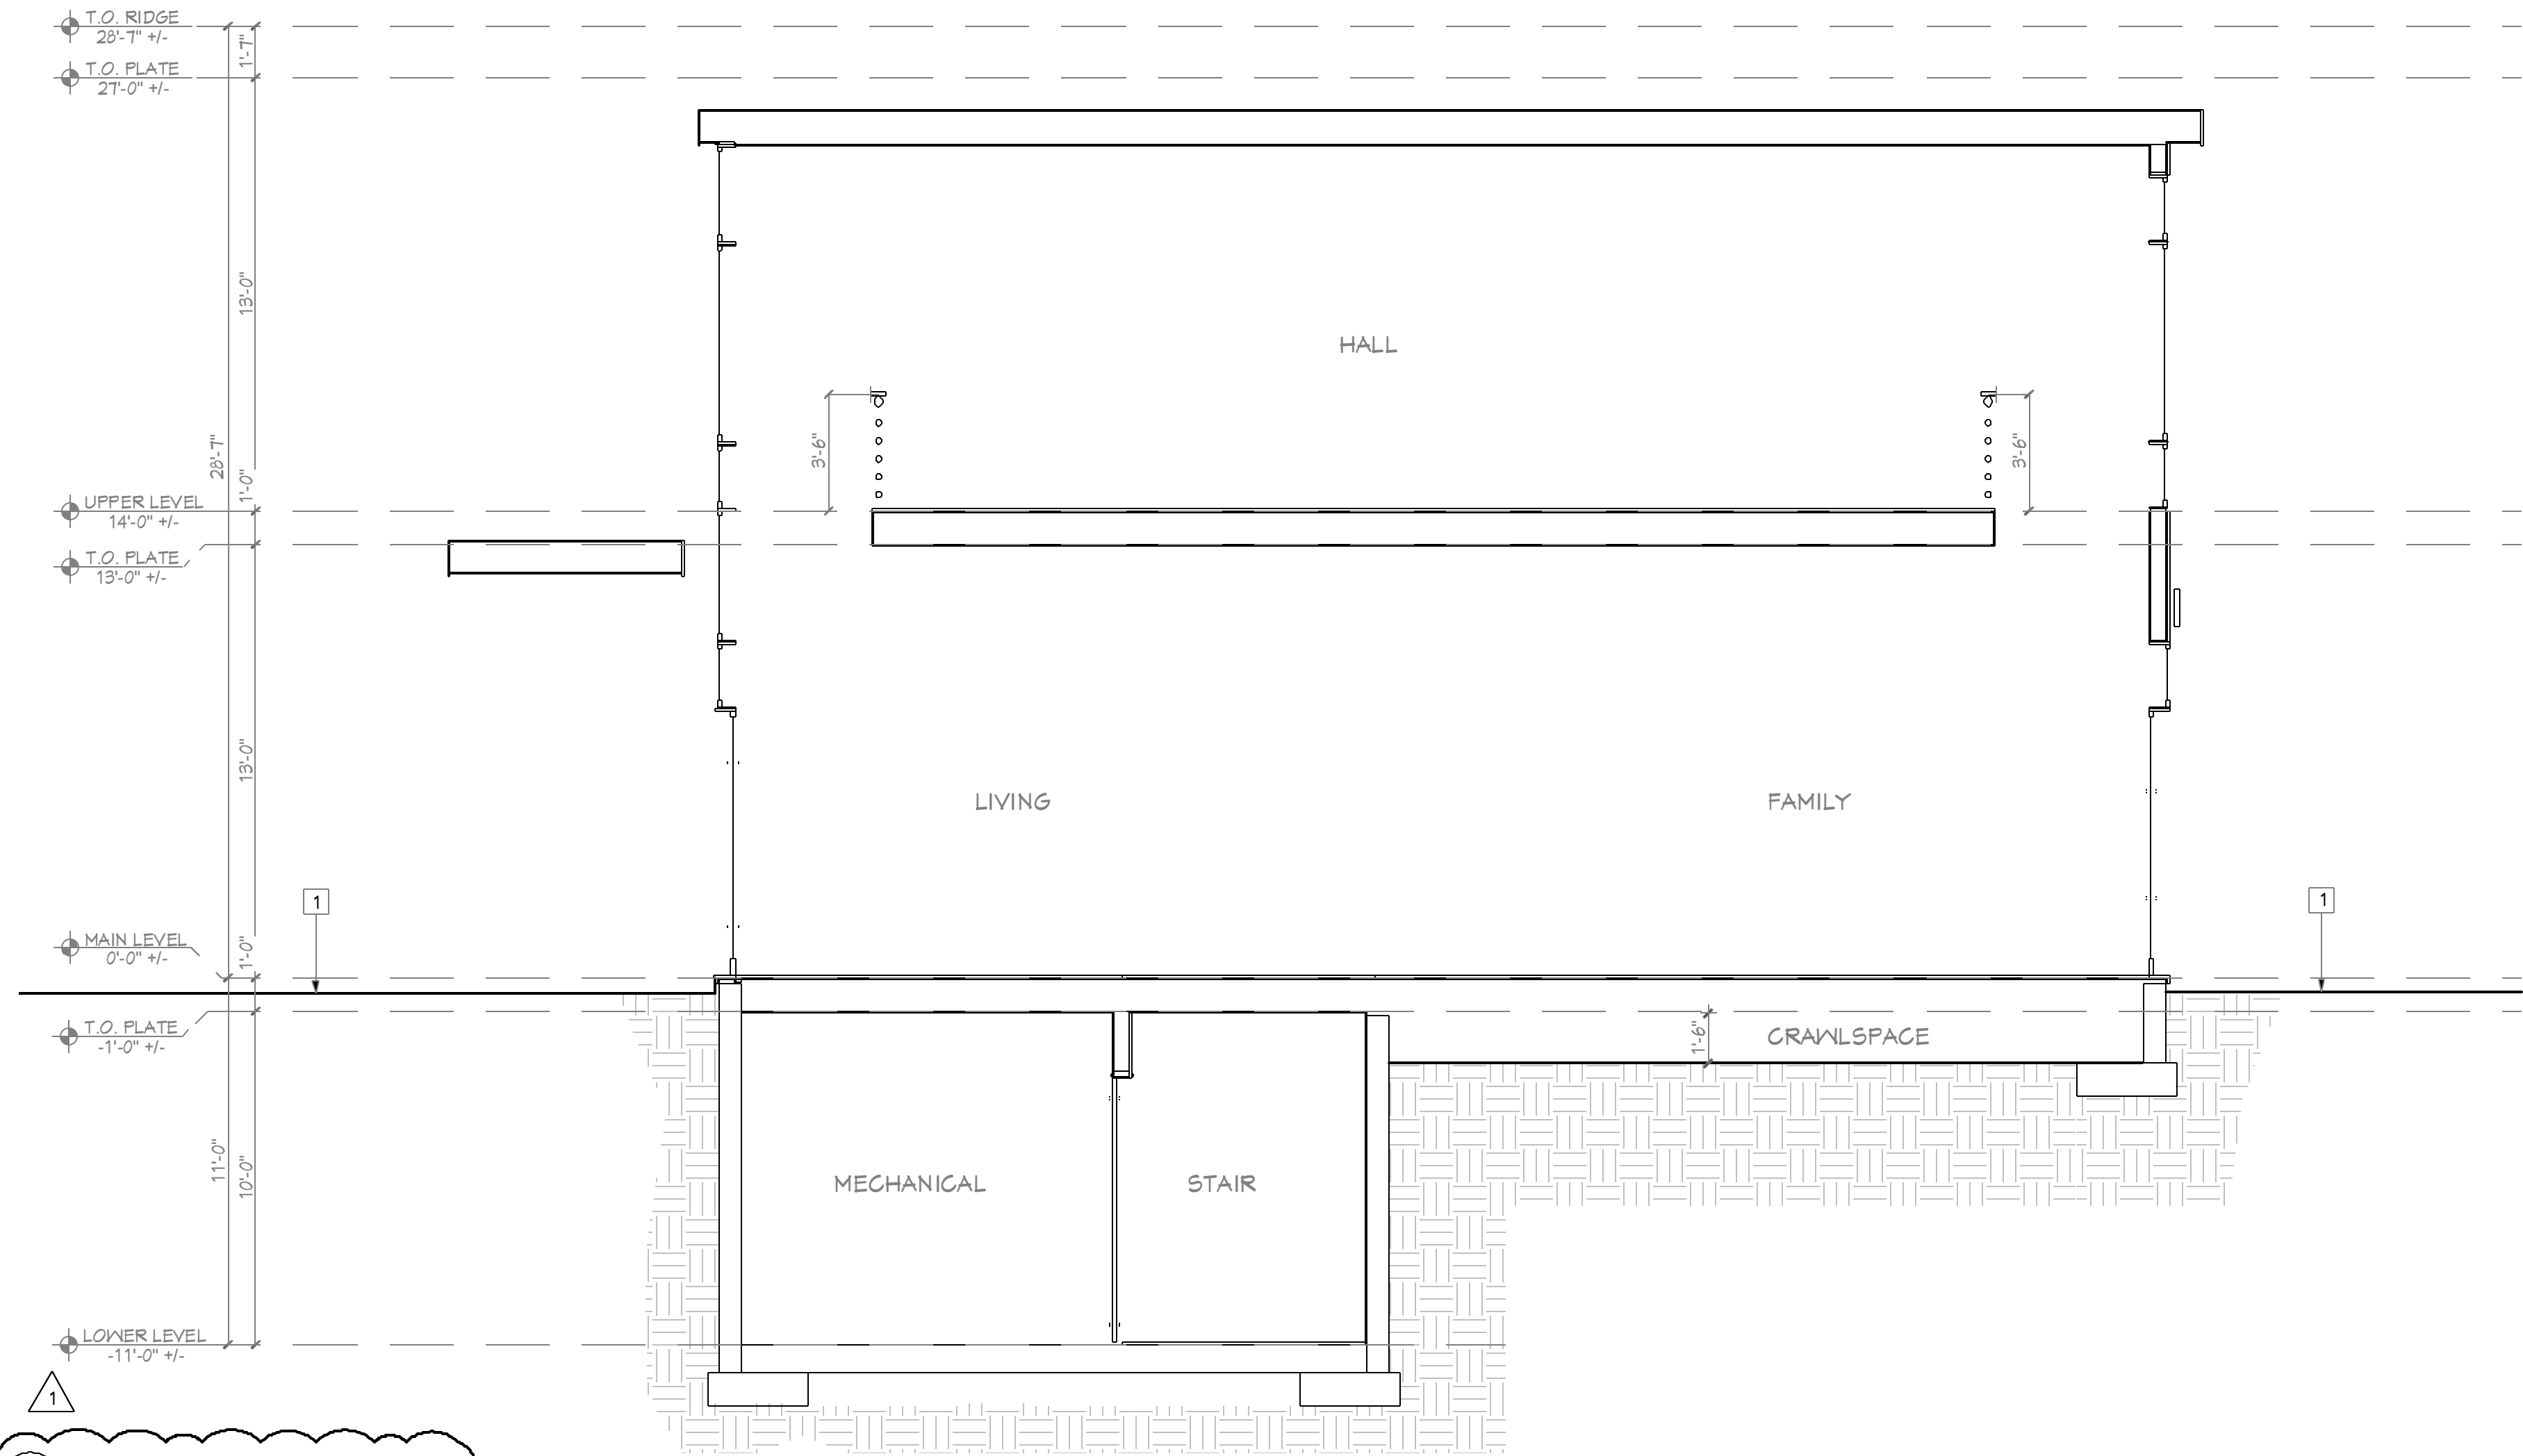 T.O. RIDGE
28'-7" +/-
1'-7"
T.O. PLATE
27'-0" +/-
13'-0"
HALL
3'-6"
3'-6"
28'-7"
1'-0"
UPPER LEVEL
14'-0" +/-
T.O. PLATE
13'-0" +/-
13'-0"
LIVING
FAMILY
1
1
MAIN LEVEL
0'-0" +/-
1'-0"
T.O. PLATE
-1'-0" +/-
1'-6"
CRAWLSPACE
11'-0"
10'-0"
MECHANICAL
STAIR
LOWER LEVEL
-11'-0" +/-
1